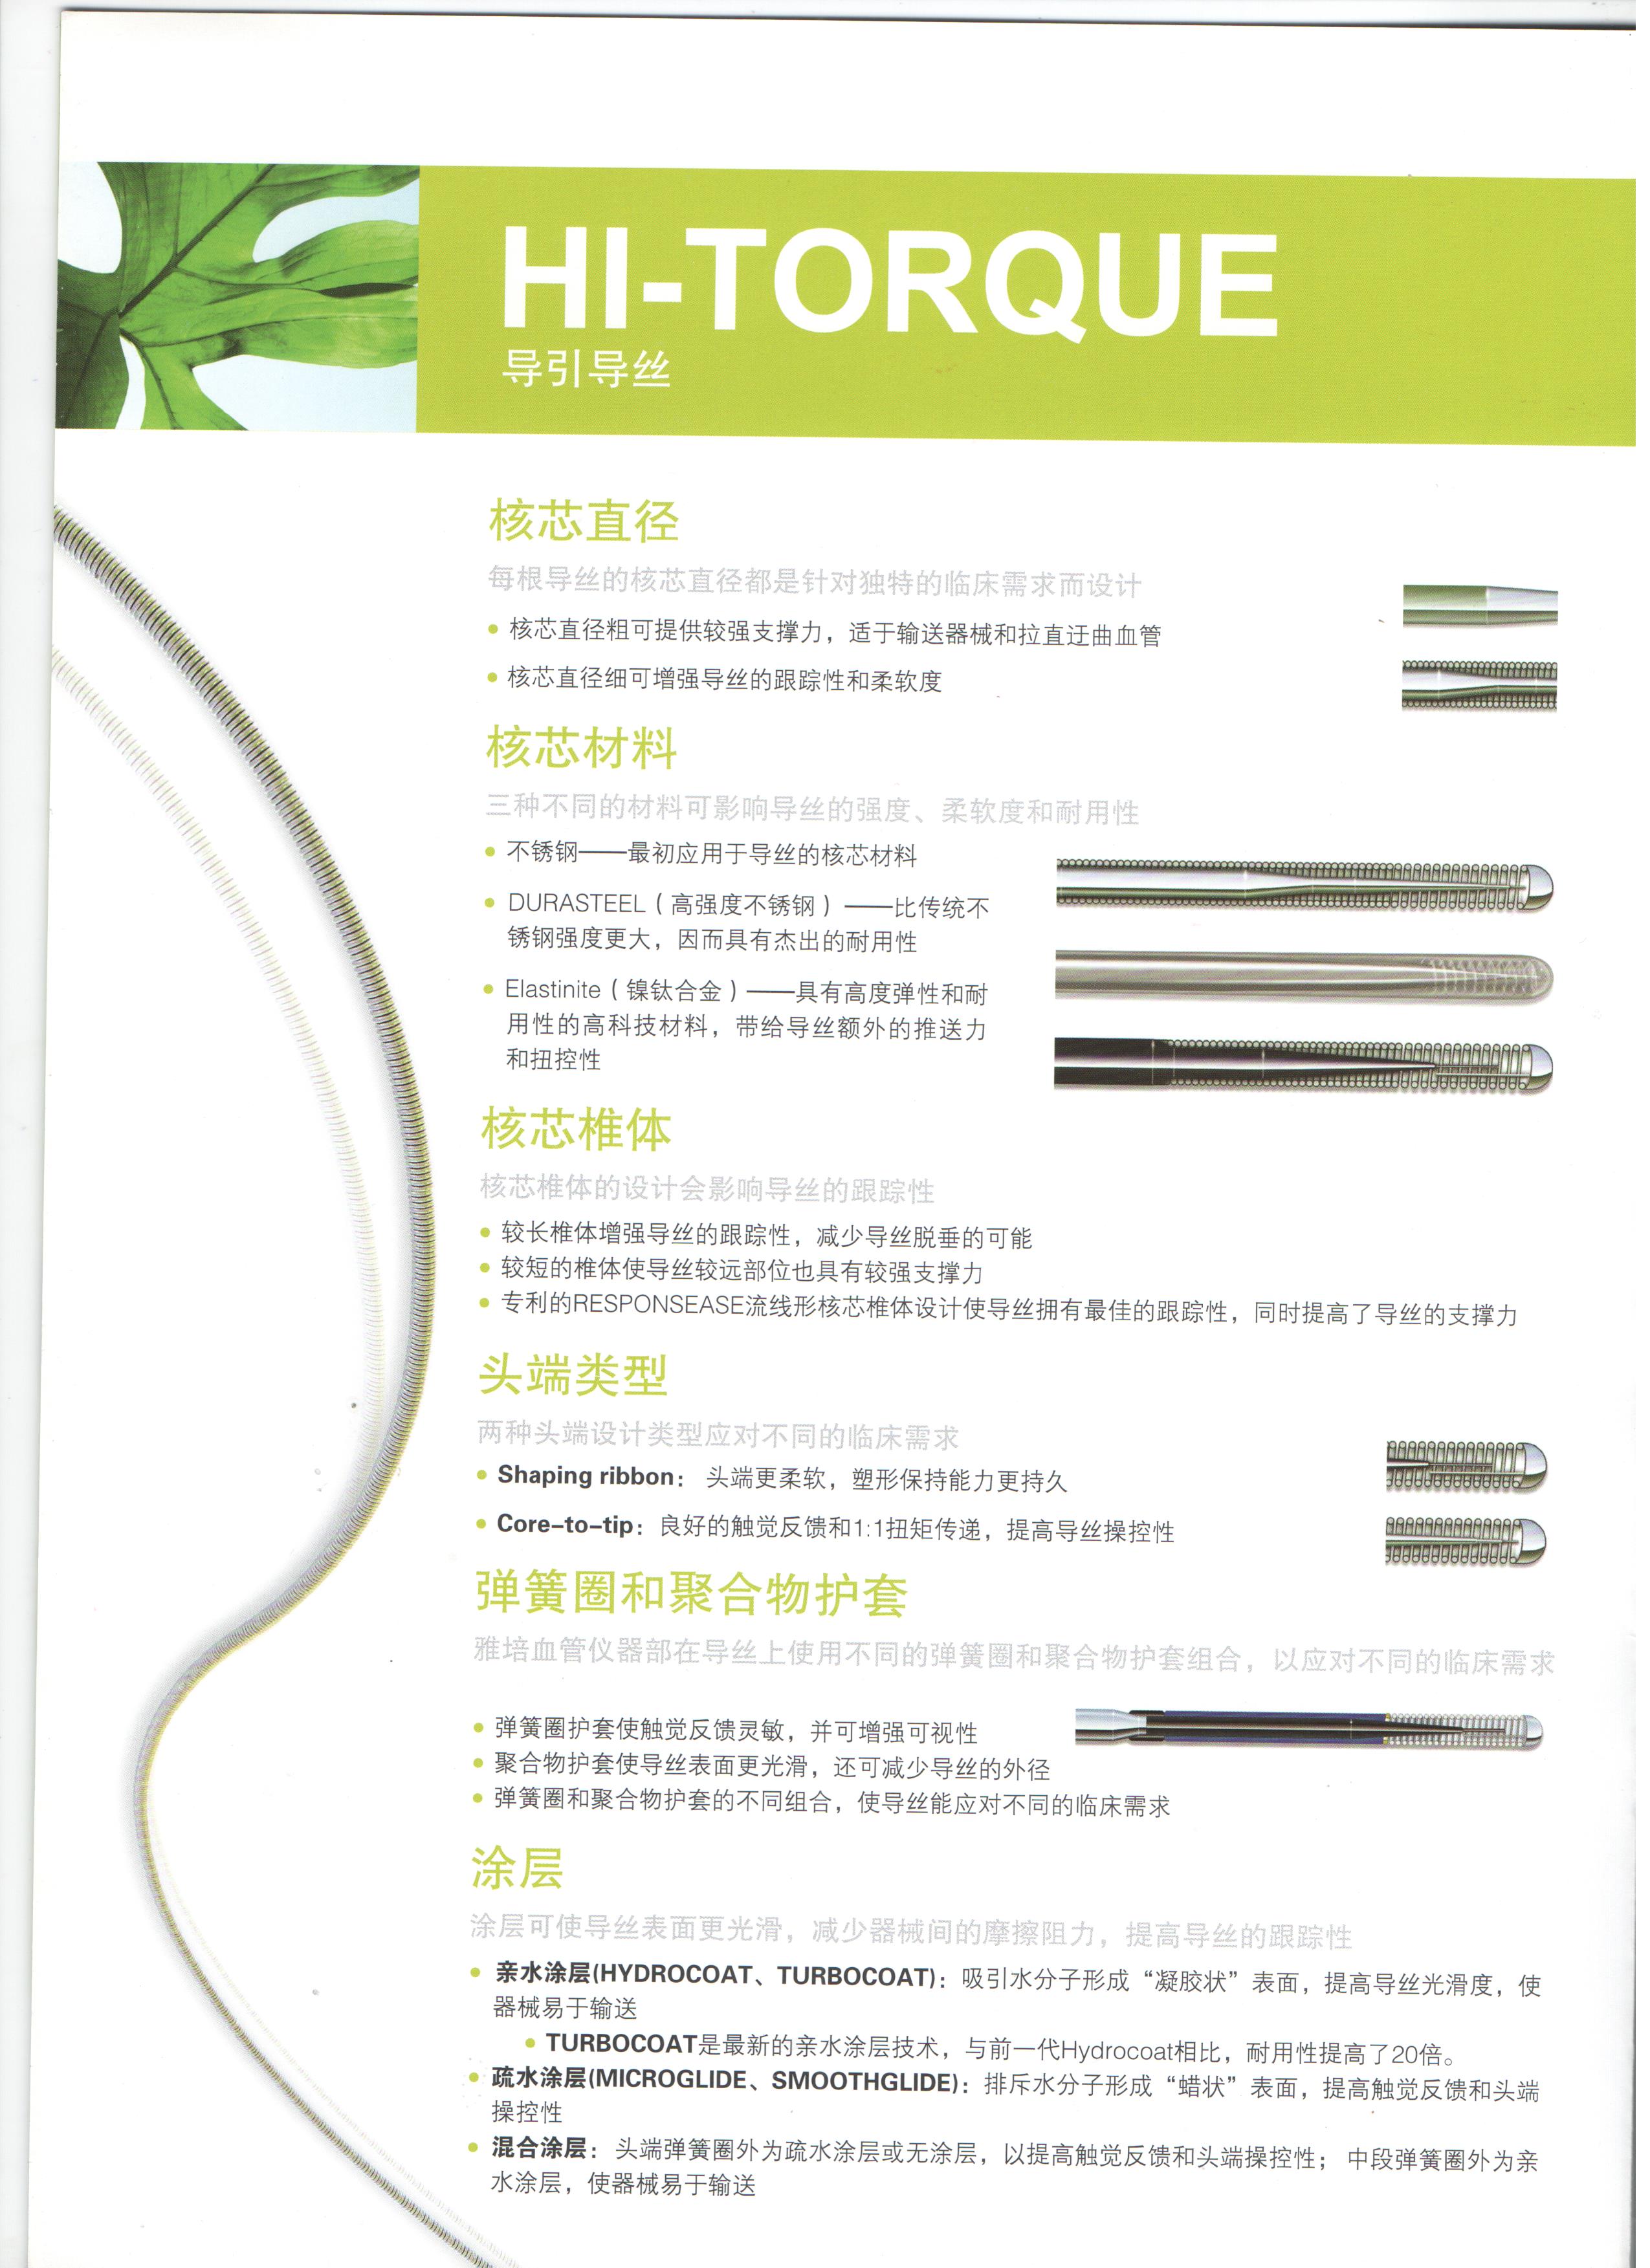 HI-TORQUE
导引导丝
核芯直径
每根导丝的核芯直径都是针对独特的临床需求而设计
• 核芯直径粗可提供较强支撑力，适于输送器械和拉直迂曲血管
• 核芯直径细可增强导丝的跟踪性和柔软度
核芯材料
三种不同的材料可影响导丝的强度、柔软度和耐用性
• 不锈钢——最初应用于导丝的核芯材料
• DURASTEEL（高强度不锈钢）——比传统不
锈钢强度更大，因而具有杰出的耐用性
• Elastinite（镍钛合金）——具有高度弹性和耐
用性的高科技材料，带给导丝额外的推送力
和扭控性
核芯椎体
核芯椎体的设计会影响导丝的跟踪性
• 较长椎体增强导丝的跟踪性，减少导丝脱垂的可能
• 较短的椎体使导丝较远部位也具有较强支撑力
• 专利的RESPONSEASE流线形核芯椎体设计使导丝拥有最佳的跟踪性，同时提高了导丝的支撑力
头端类型
两种头端设计类型应对不同的临床需求
• Shaping ribbon： 头端更柔软，塑形保持能力更持久
• Core-to-tip：良好的触觉反馈和1:1扭矩传递，提高导丝操控性
弹簧圈和聚合物护套
雅培血管仪器部在导丝上使用不同的弹簧圈和聚合物护套组合，以应对不同的临床需求
• 弹簧圈护套使触觉反馈灵敏，并可增强可视性
• 聚合物护套使导丝表面更光滑，还可减少导丝的外径
• 弹簧圈和聚合物护套的不同组合，使导丝能应对不同的临床需求
涂层
涂层可使导丝表面更光滑，减少器械间的摩擦阻力，提高导丝的跟踪性
• 亲水涂层(HYDROCOAT、TURBOCOAT)：吸引水分子形成“凝胶状”表面，提高导丝光滑度，使
器械易于输送
• TURBOCOAT是最新的亲水涂层技术，与前一代Hydrocoat相比，耐用性提高了20倍。
• 疏水涂层(MICROGLIDE、SMOOTHGLIDE)：排斥水分子形成“蜡状”表面，提高触觉反馈和头端
操控性
• 混合涂层：头端弹簧圈外为疏水涂层或无涂层，以提高触觉反馈和头端操控性；中段弹簧圈外为亲
水涂层，使器械易于输送